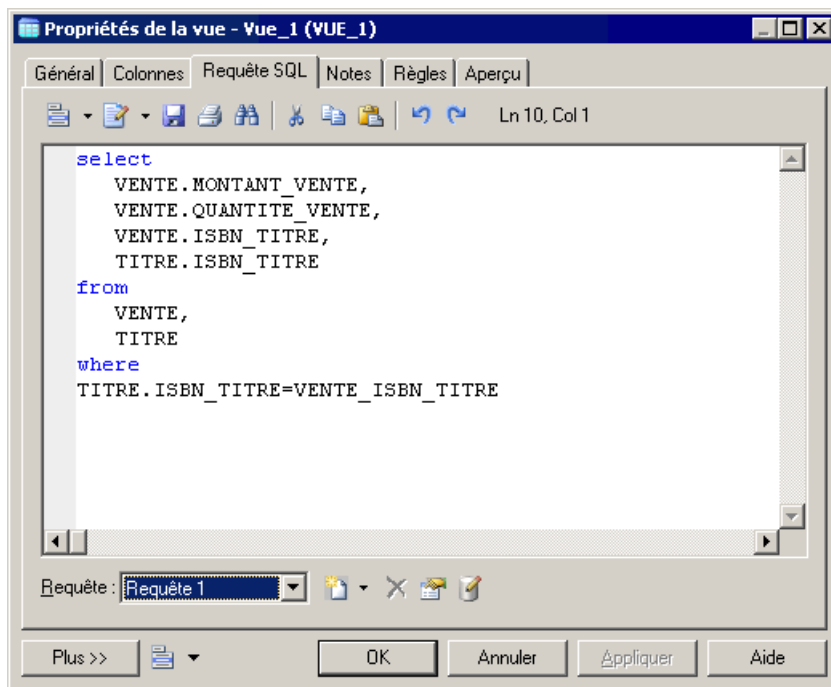 Propriétés de la vue - Vue_1 (VUE_1)
Général Colonnes Requête SQL Notes Règles Aperçu
Ln 10, Col 1
select
VENTE.MONTANT_VENTE,
VENTE.QUANTITE_VENTE,
VENTE.ISBN_TITRE,
TITRE.ISBN_TITRE
from
VENTE,
TITRE
where
TITRE.ISBN_TITRE=VENTE_ISBN_TITRE
Requête : Requête 1
Plus >> OK Annuler Appliquer Aide